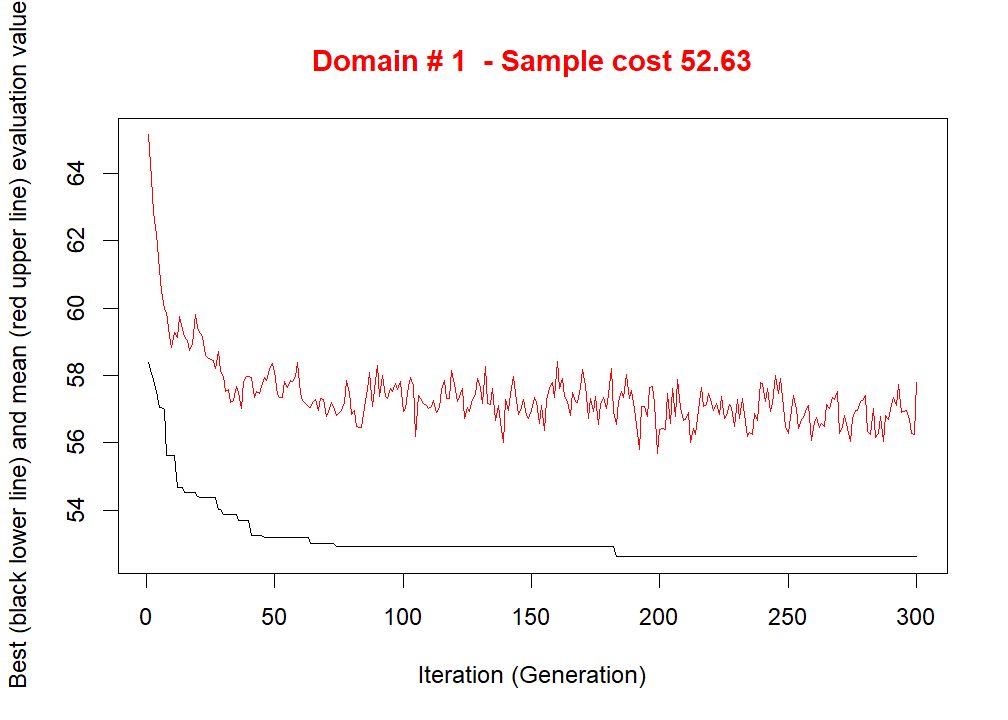 Domain # 1  - Sample cost 52.63
Best (black lower line) and mean (red upper line) evaluation value
64
62
60
58
56
54
0 50 100 150 200 250 300
Iteration (Generation)